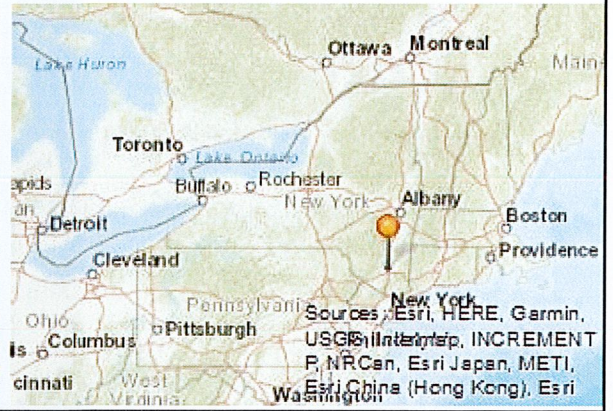 Ottawa
Montreal
Lake Huron
Main
Toronto
Lake Ontario
apids
Buffalo
Rochester
an
New York
Albany
Detroit
Boston
Providence
Cleveland
Pennsylvani
New York
Ohio
Sources: Esri, HERE, Garmin,
Pittsburgh
USGS, Intermap, INCREMENT
is
Columbus
P, NRCan, Esri Japan, METI,
cinnati
West
Virginia
Esri China (Hong Kong), Esri
Washington